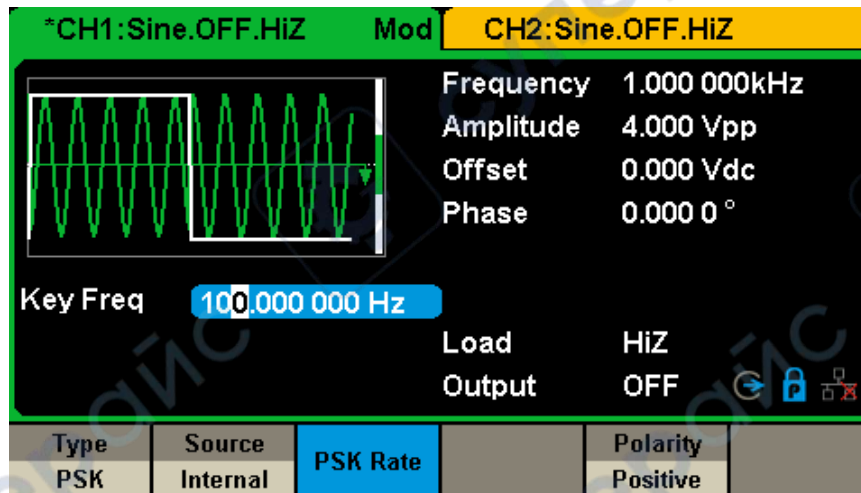 *CH1:Sine.OFF.HiZ Mod CH2:Sine.OFF.HiZ
Frequency 1.000 000kHz
Amplitude 4.000 Vpp
Offset 0.000 Vdc
Phase 0.000 0 °
Key Freq 100.000 000 Hz
Load HiZ
Output OFF P
Type Source PSK Rate Polarity
PSK Internal Positive